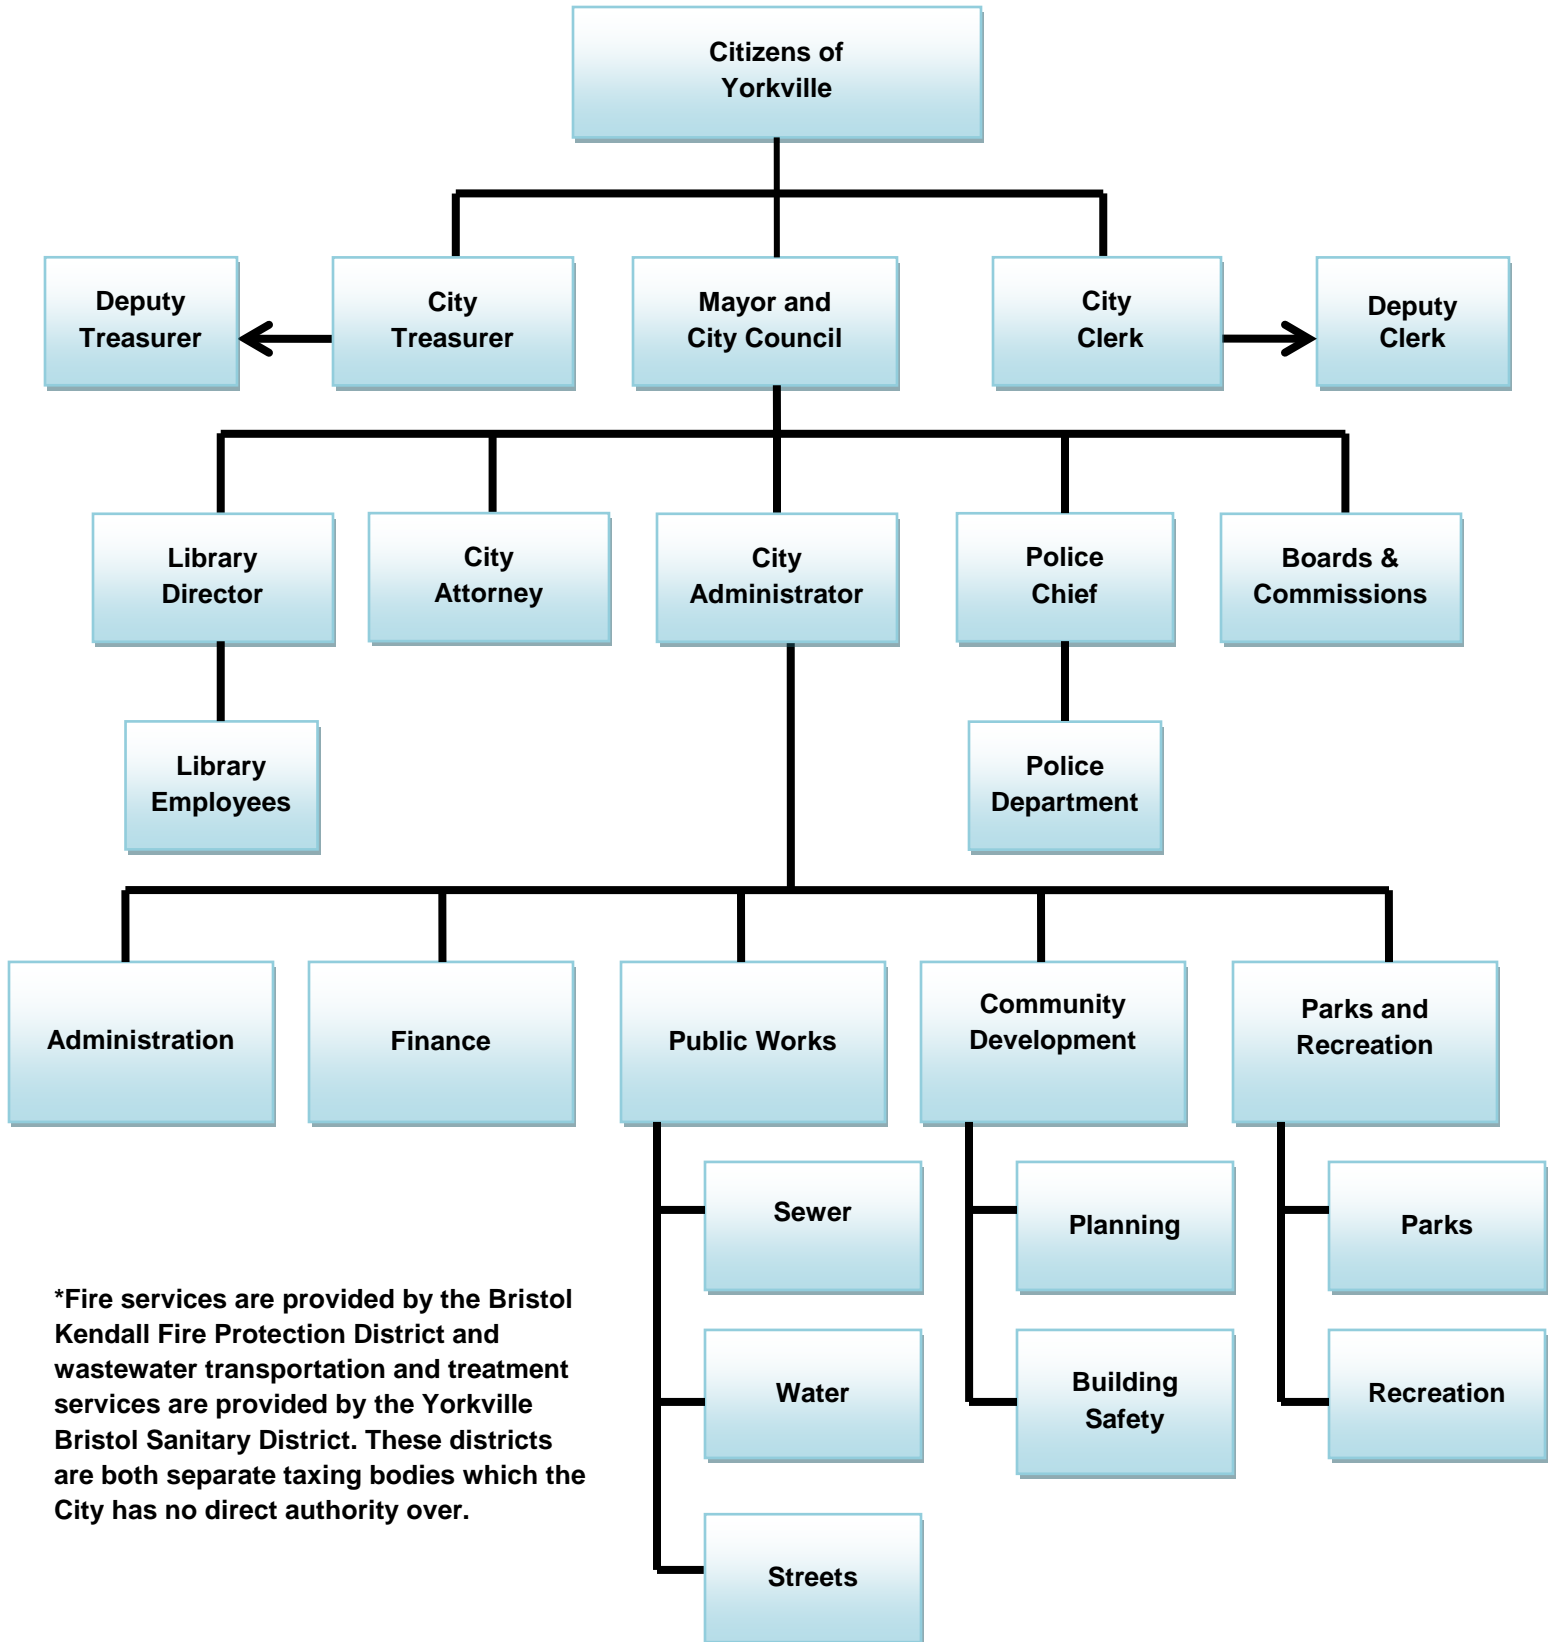 Citizens of
Yorkville
Deputy
Treasurer
City
Treasurer
Mayor and
City Council
City
Clerk
Deputy
Clerk
Library
Director
City
Attorney
City
Administrator
Police
Chief
Boards &
Commissions
Library
Employees
Police
Department
Administration
Finance
Public Works
Community
Development
Parks and
Recreation
Sewer
Planning
Parks
Water
Building
Safety
Recreation
Streets
*Fire services are provided by the Bristol
Kendall Fire Protection District and
wastewater transportation and treatment
services are provided by the Yorkville
Bristol Sanitary District. These districts
are both separate taxing bodies which the
City has no direct authority over.